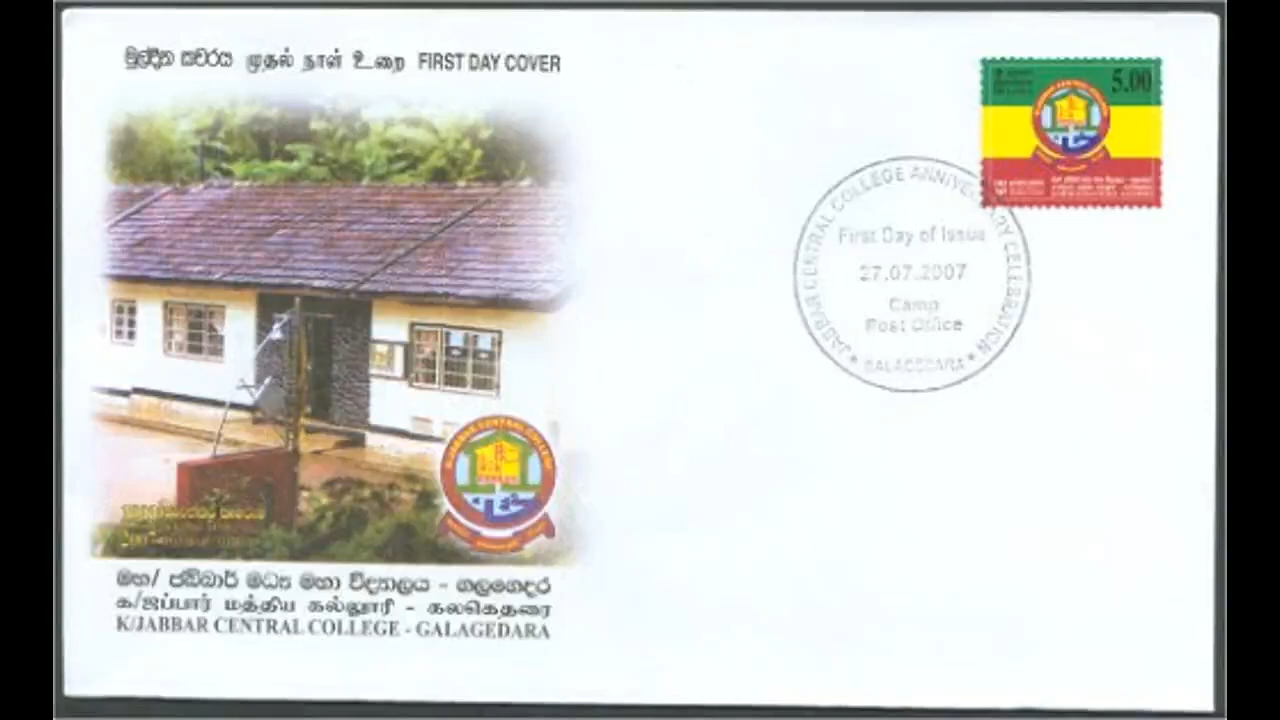 මුල්දින කවරය முதல் நாள் உறை FIRST DAY COVER
5.00
JABBAR CENTRAL COLLEGE ANNIVERSARY CELEBRATION
First Day of Issue
27.07.2007
Camp
Post Office
* GALAGEDARA *
මහ/ ජබ්බාර් මධ්‍ය මහා විද්‍යාලය - ගලගෙදර
க/ஜப்பார் மத்திய கல்லூரி - கலகெதரை
K/JABBAR CENTRAL COLLEGE - GALAGEDARA